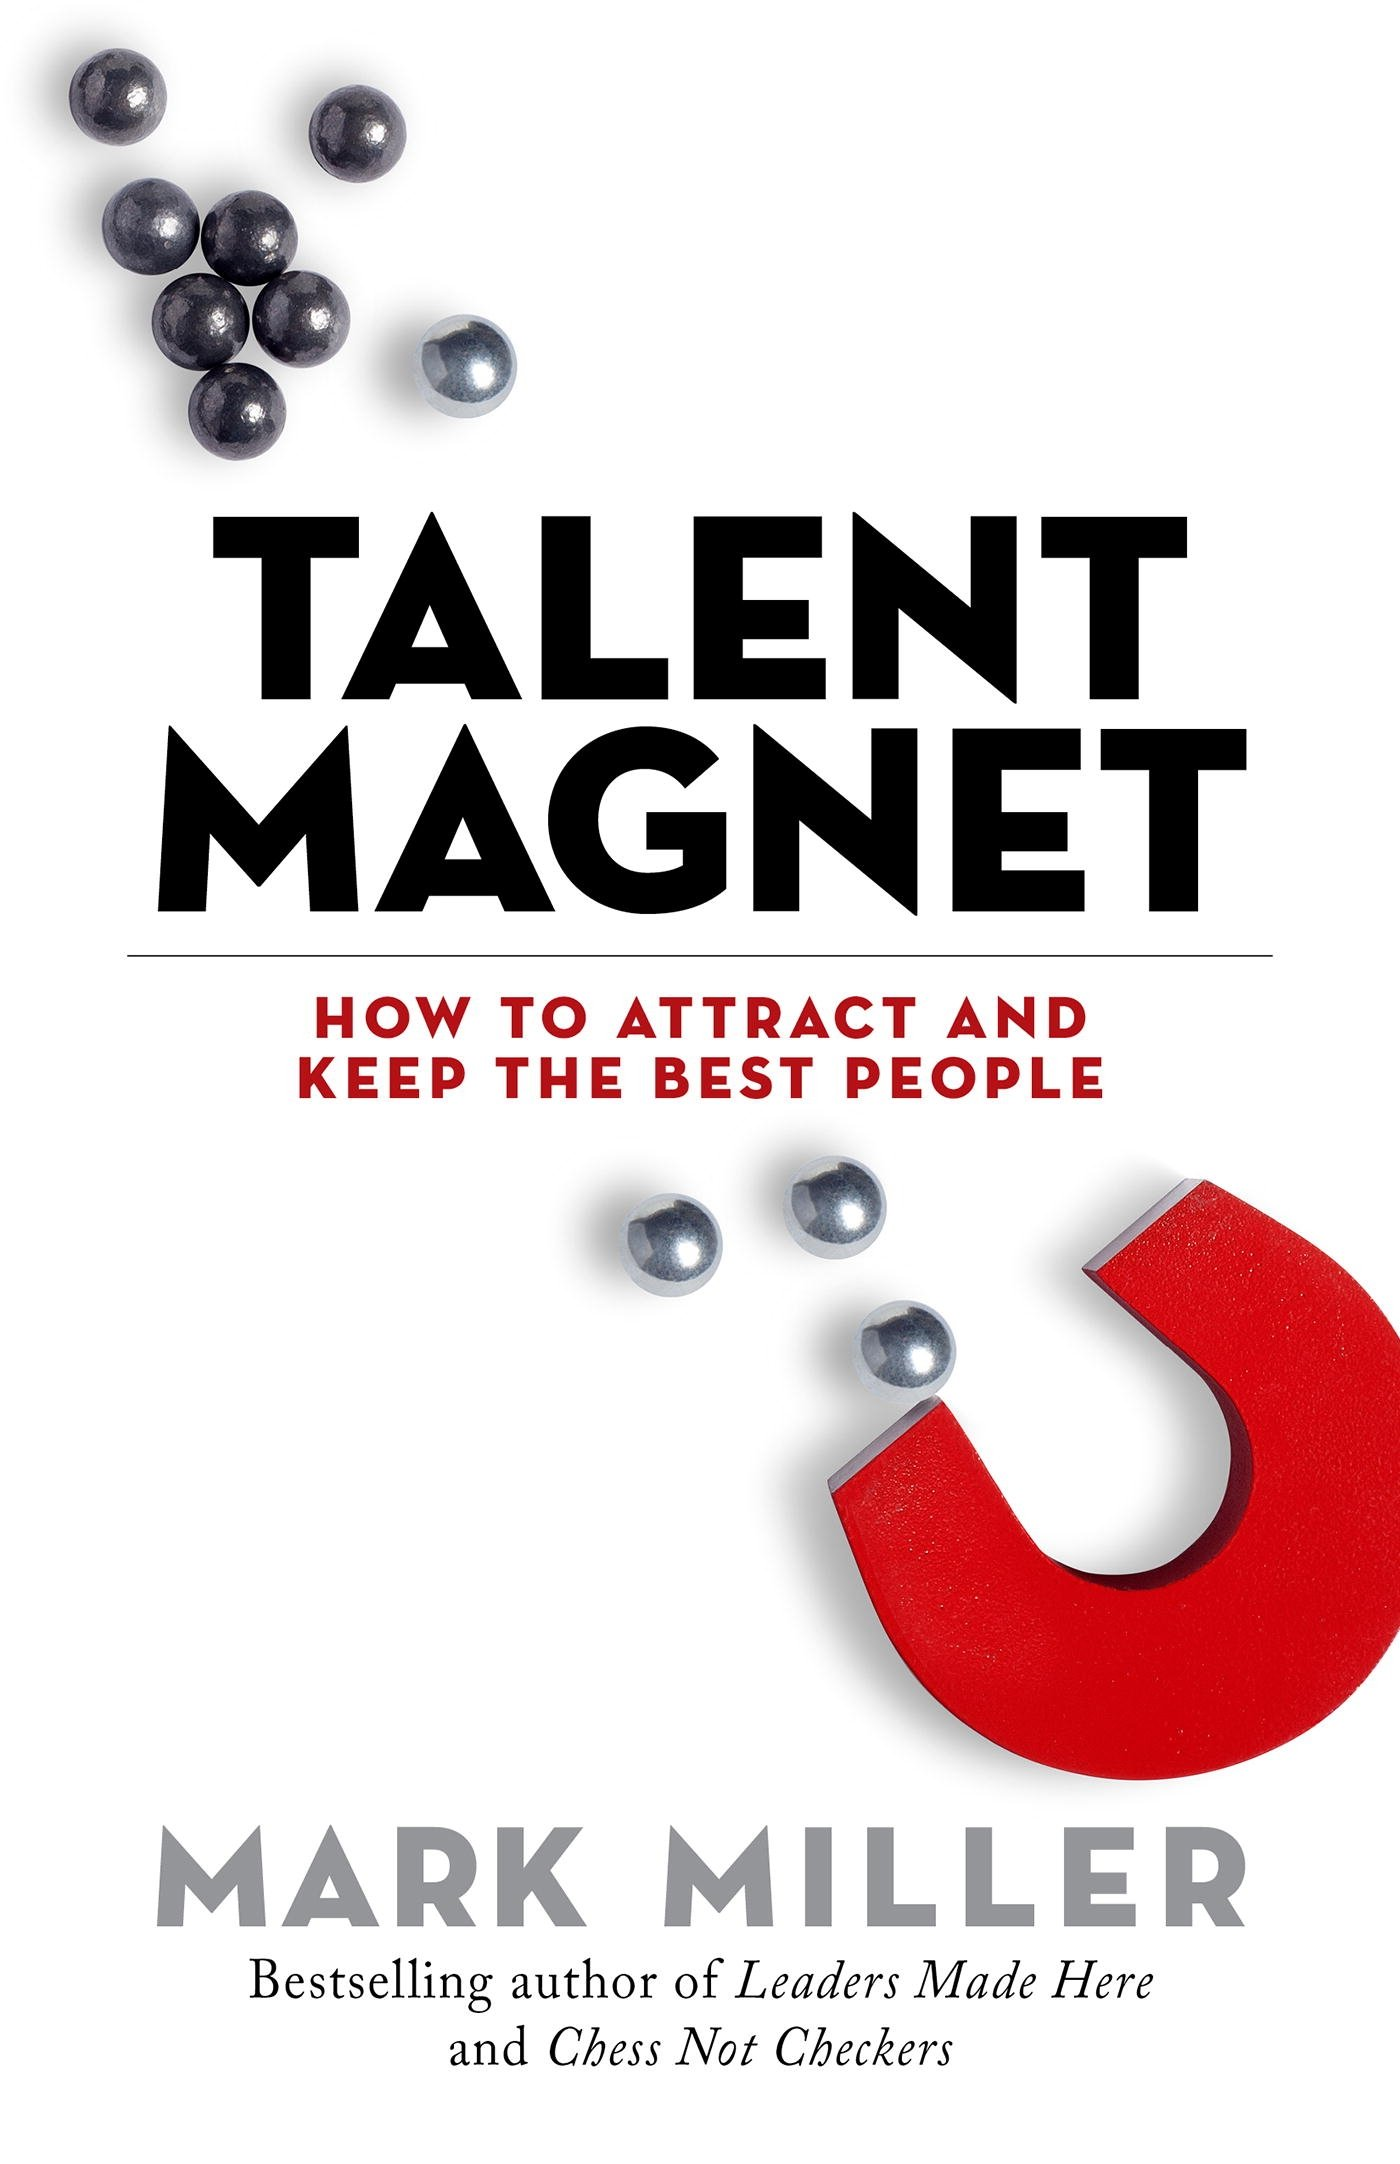 TALENT
MAGNET
HOW TO ATTRACT AND
KEEP THE BEST PEOPLE
MARK MILLER
Bestselling author of Leaders Made Here
and Chess Not Checkers